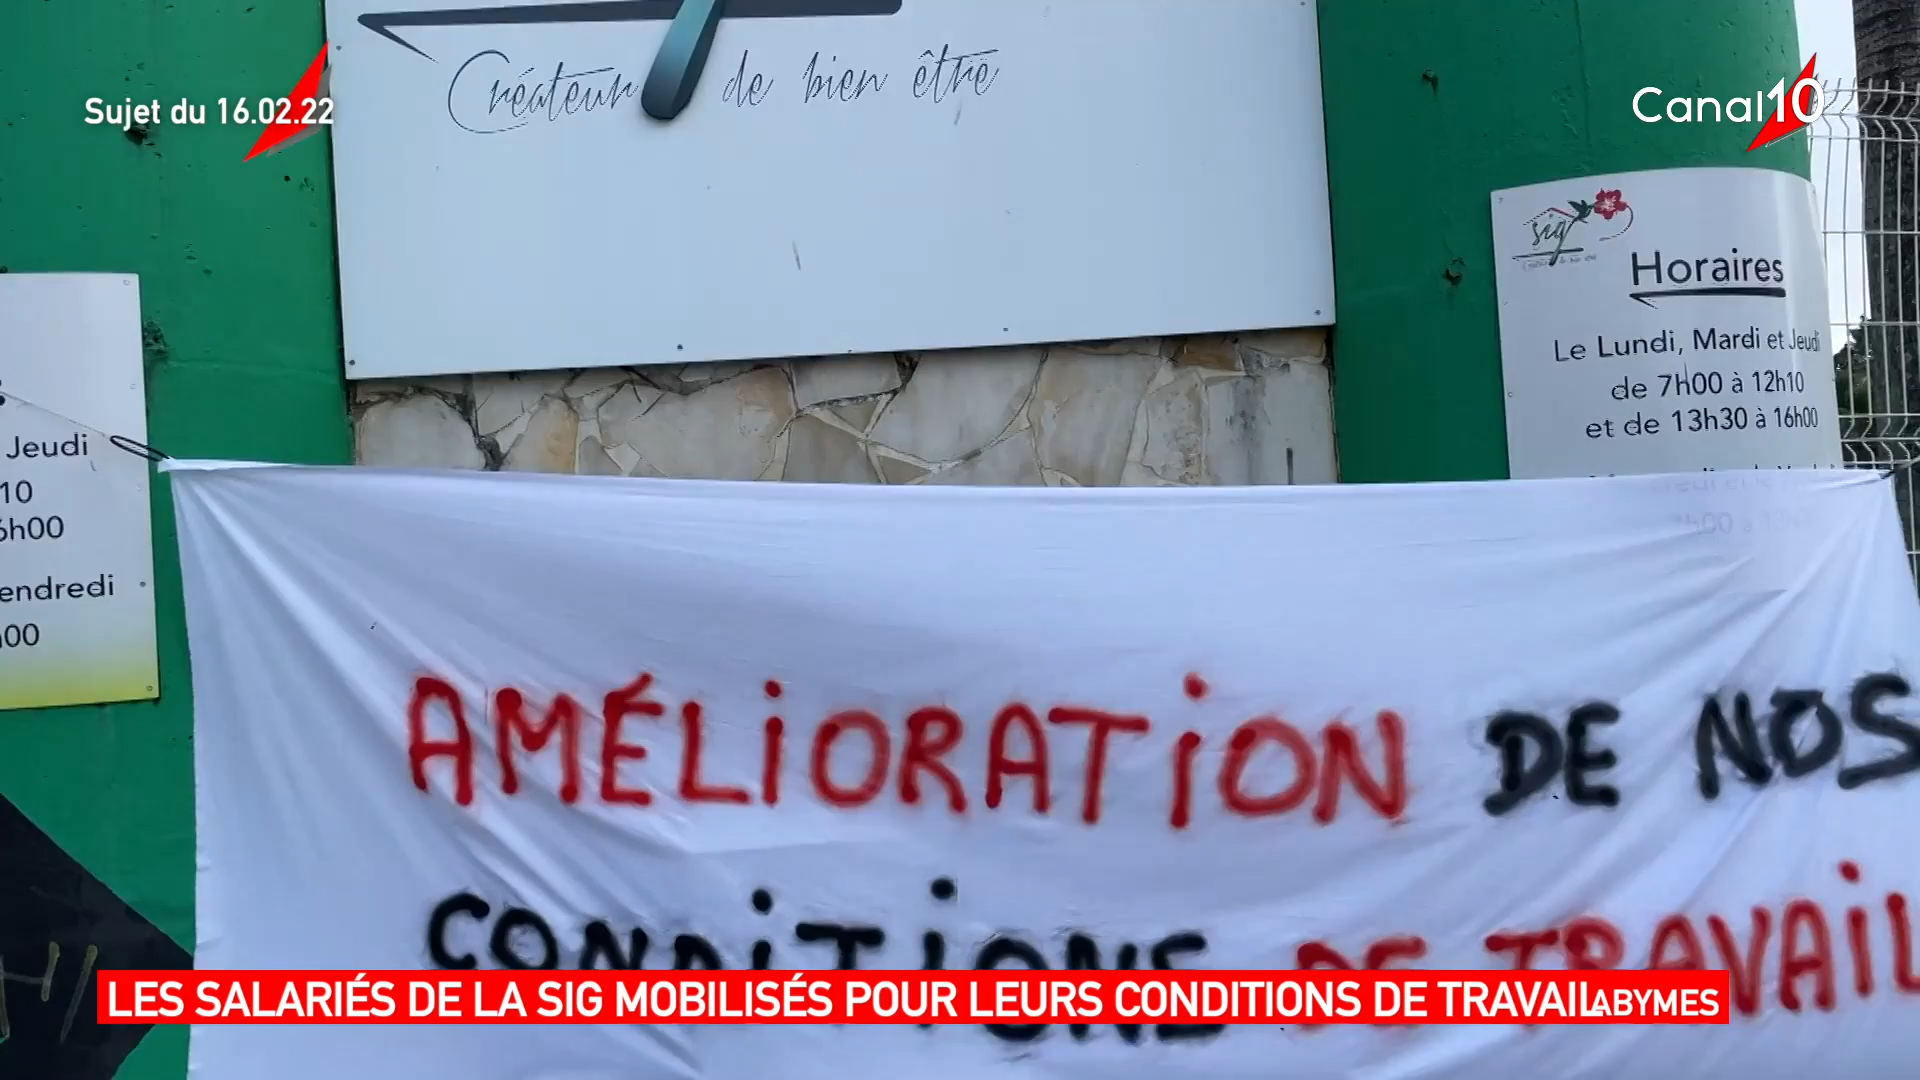 Créateur de bien être
Sujet du 16.02.22
Canal10
sig
Horaires
Le Lundi, Mardi et Jeudi
de 7h00 à 12h10
et de 13h30 à 16h00
Jeudi
10
6h00
endredi
h00
AMÉLiORATiON DE NOS
CONDiTiONS DE TRAVAiL
LES SALARIÉS DE LA SIG MOBILISÉS POUR LEURS CONDITIONS DE TRAVAIL
ABYMES